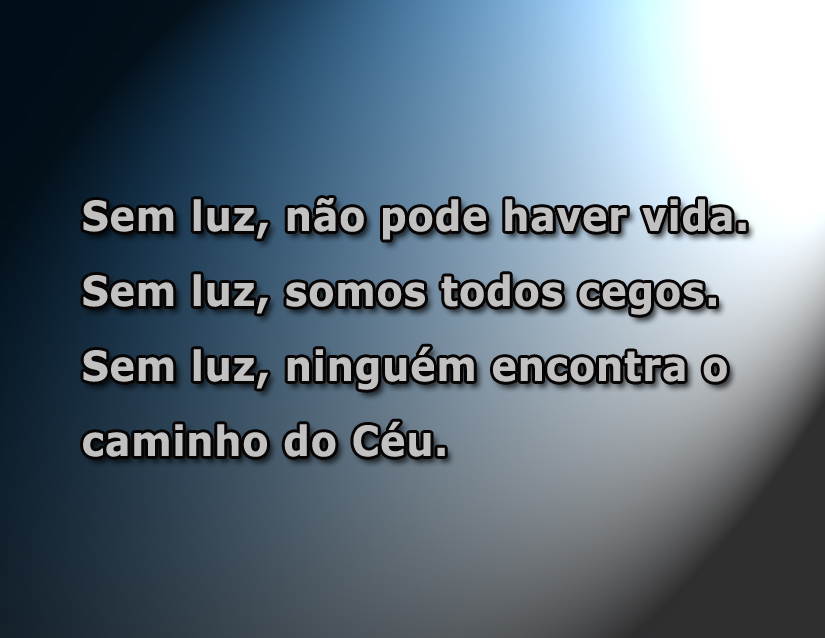 Sem luz, não pode haver vida.
Sem luz, somos todos cegos.
Sem luz, ninguém encontra o
caminho do Céu.